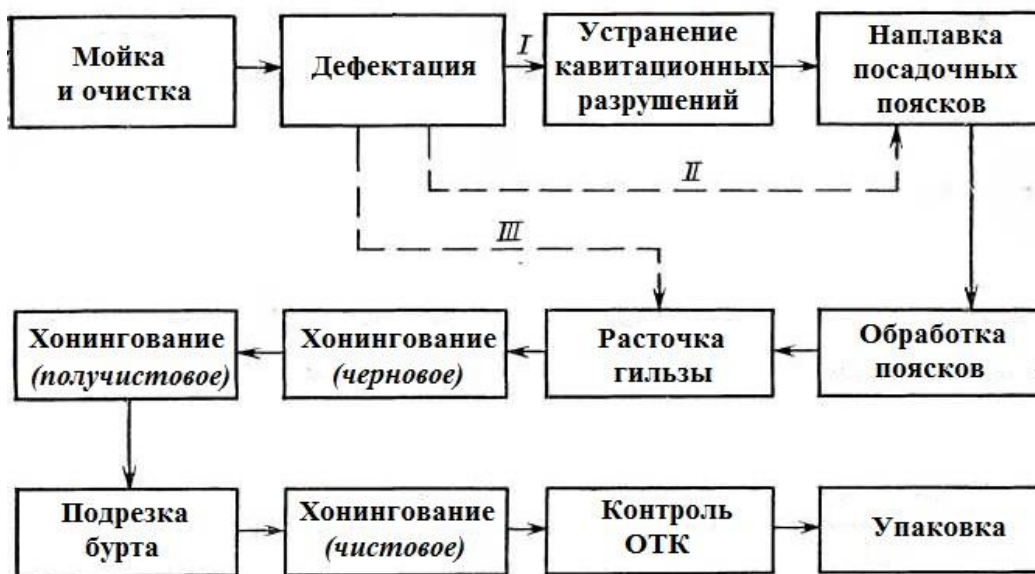 Мойка
и очистка
Дефектация
I
Устранение
кавитационных
разрушений
Наплавка
посадочных
поясков
II
III
Хонингование
(получистовое)
Хонингование
(черновое)
Расточка
гильзы
Обработка
поясков
Подрезка
бурта
Хонингование
(чистовое)
Контроль
ОТК
Упаковка